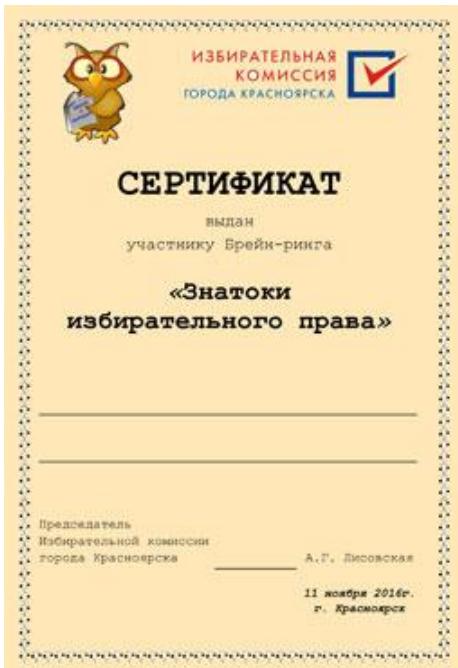 ИЗБИРАТЕЛЬНАЯ
КОМИССИЯ
ГОРОДА КРАСНОЯРСКА
СЕРТИФИКАТ
выдан
участнику Брейн-ринга
«Знатоки
избирательного права»
Председатель
Избирательной комиссии
города Красноярска А.Г. Лисовская
11 ноября 2016г.
г. Красноярск